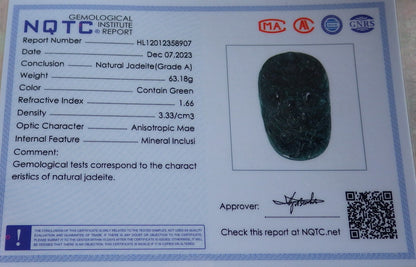 NQTC
GEMOLOGICAL
INSTITUTE
©REPORT
MA
GNRS
Report Number HL12012358907
Date Dec 07,2023
Conclusion Natural Jadeite(Grade A)
Weight 63.18g
Color Contain Green
Refractive Index 1.66
Density 3.33/cm3
Optic Character Anisotropic Mae
Internal Feature Mineral Inclusi
Comment:
Gemological tests correspond to the charact
eristics of natural jadeite.
Approver:
Check this report at NQTC.net